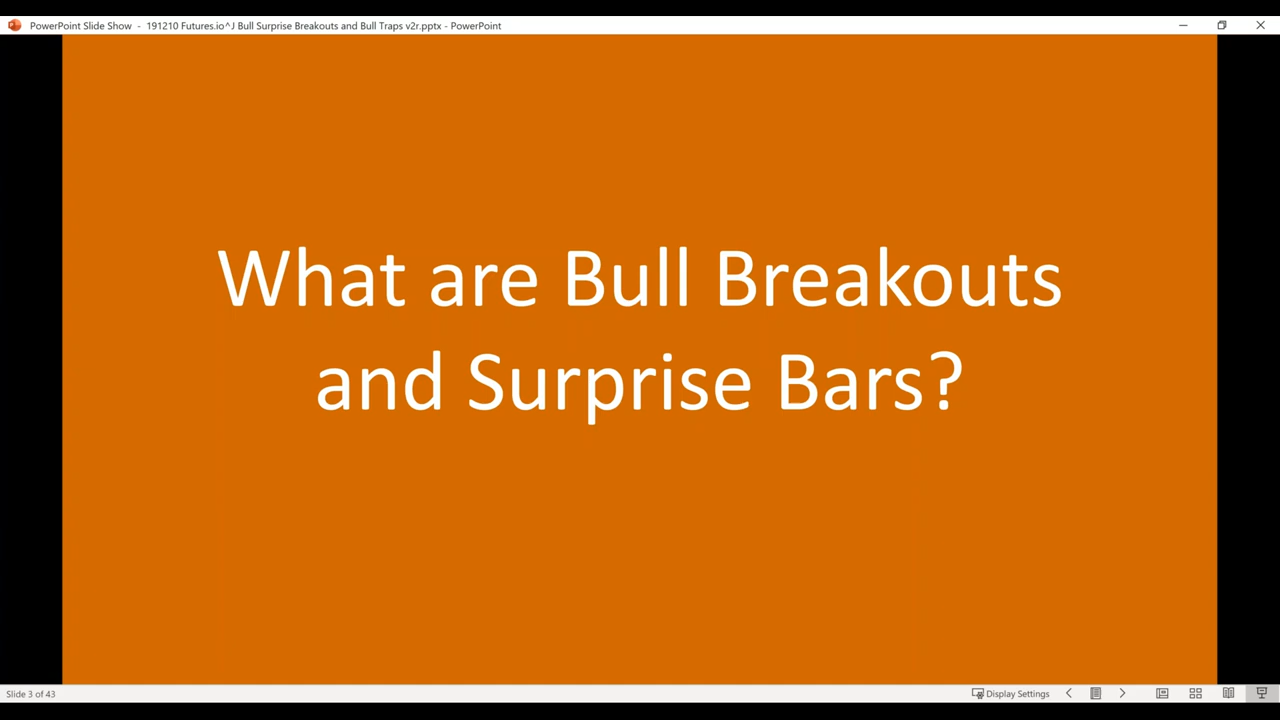 PowerPoint Slide Show - 191210 Futures.io^J Bull Surprise Breakouts and Bull Traps v2r.pptx - PowerPoint
What are Bull Breakouts
and Surprise Bars?
Slide 3 of 43
Display Settings